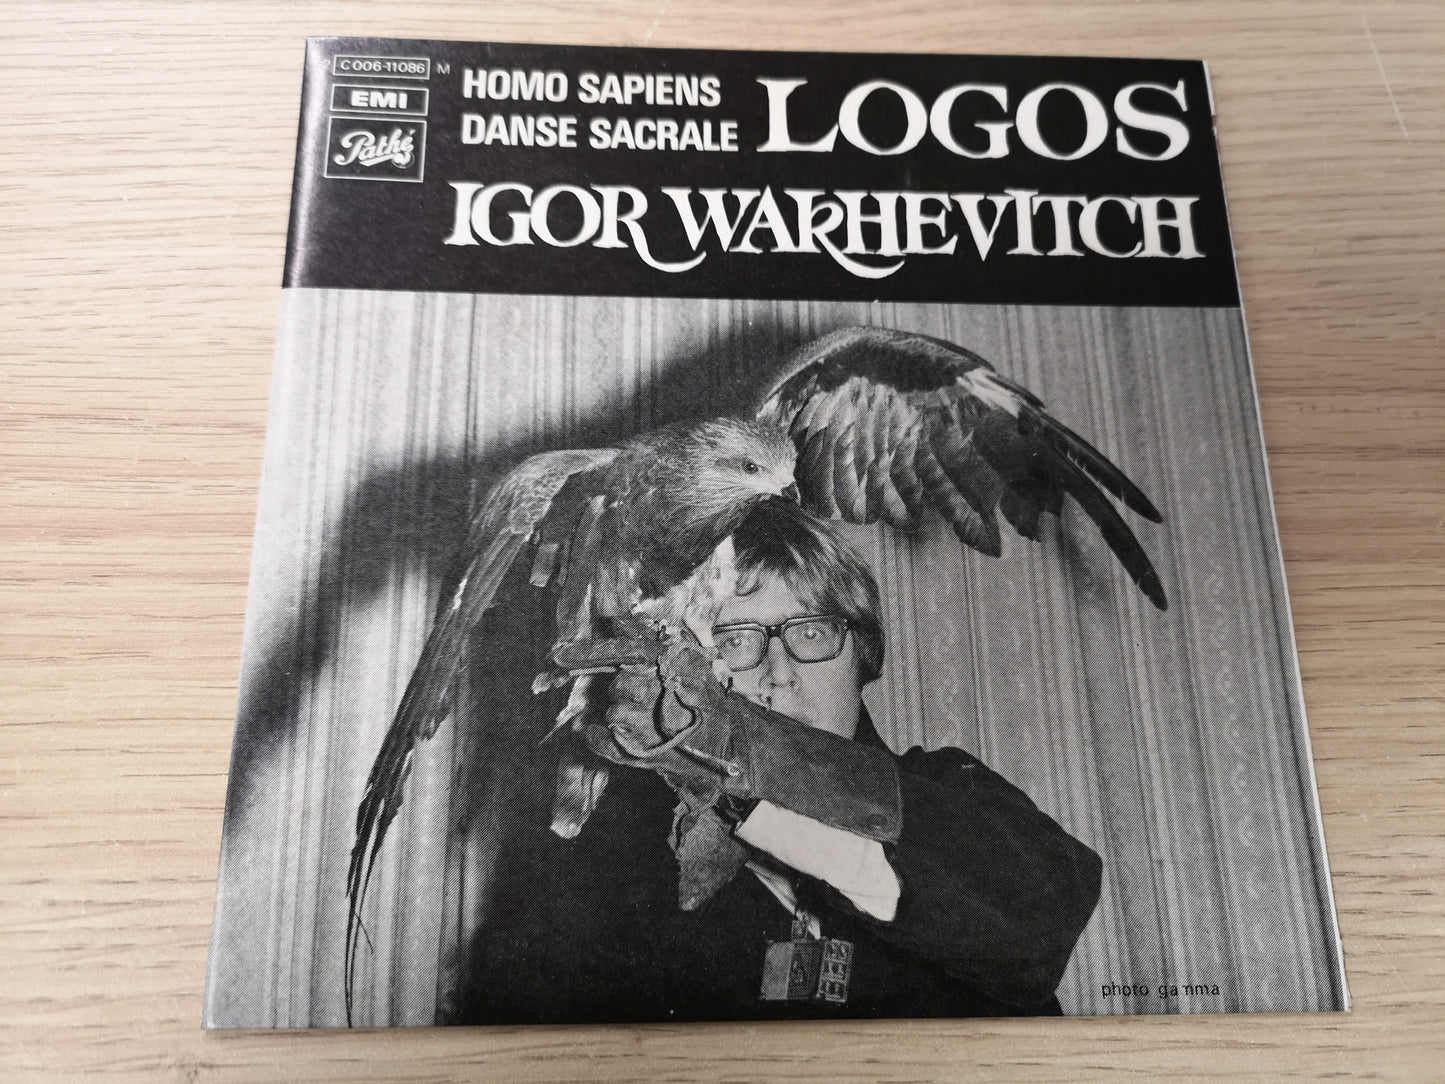 2 C 006-11086 M
EMI
Pathé
HOMO SAPIENS
DANSE SACRALE
LOGOS
IGOR WAKHEVITCH
photo gamma